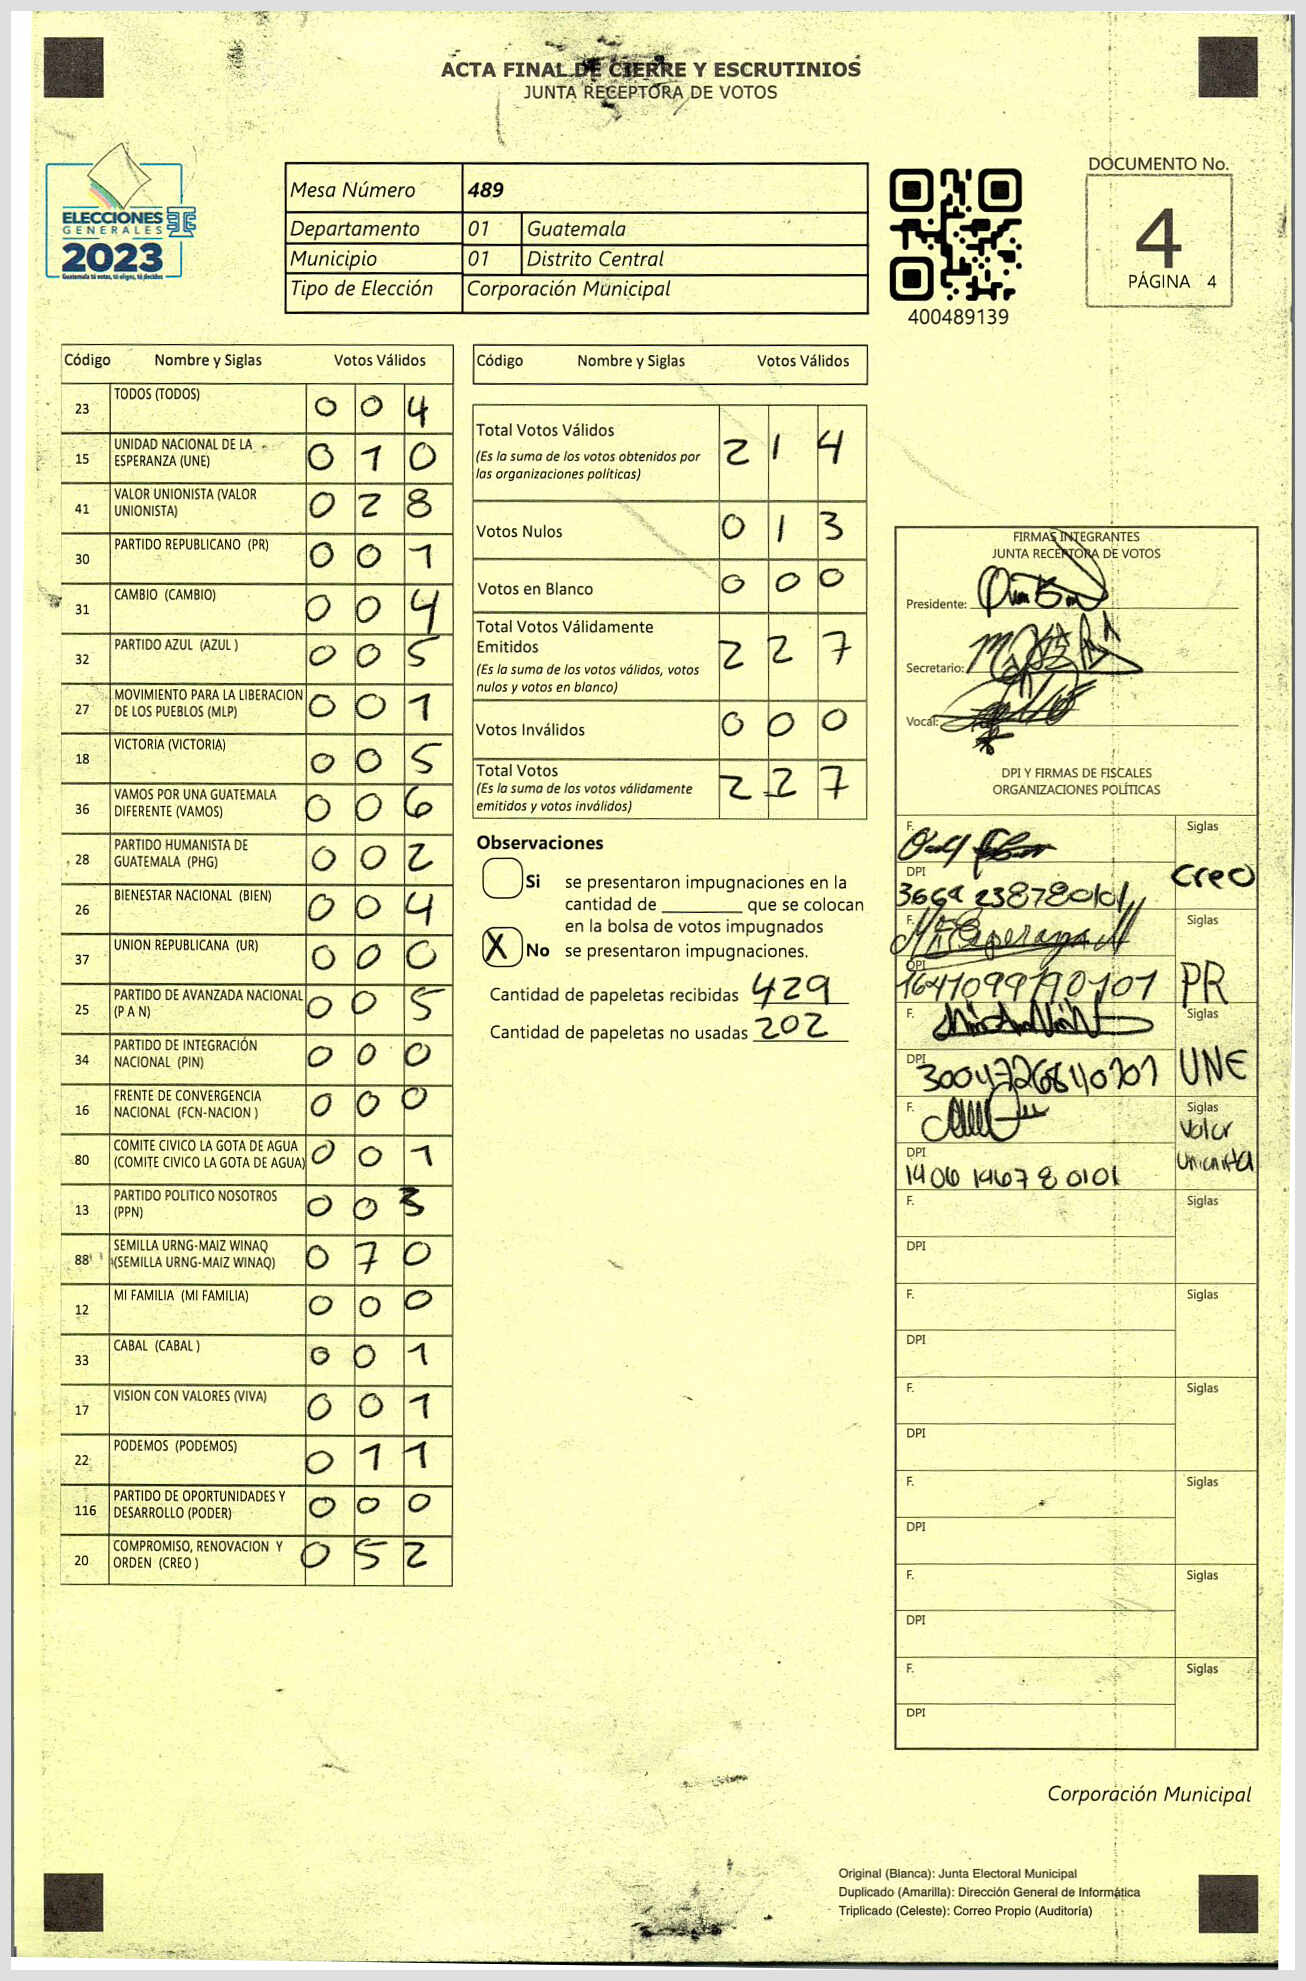 ACTA FINAL DE CIERRE Y ESCRUTINIOS
JUNTA RECEPTORA DE VOTOS
ELECCIONES
GENERALES
2023
Guatemala tú votas, tú eliges, tú decides
Mesa Número 489
Departamento 01 Guatemala
Municipio 01 Distrito Central
Tipo de Elección Corporación Municipal
400489139
DOCUMENTO No.
4
PÁGINA 4
Código Nombre y Siglas Votos Válidos
23 TODOS (TODOS) 0 0 4
15 UNIDAD NACIONAL DE LA
ESPERANZA (UNE) 0 1 0
41 VALOR UNIONISTA (VALOR
UNIONISTA) 0 2 8
30 PARTIDO REPUBLICANO (PR) 0 0 1
31 CAMBIO (CAMBIO) 0 0 4
32 PARTIDO AZUL (AZUL ) 0 0 5
27 MOVIMIENTO PARA LA LIBERACION
DE LOS PUEBLOS (MLP) 0 0 1
18 VICTORIA (VICTORIA) 0 0 5
36 VAMOS POR UNA GUATEMALA
DIFERENTE (VAMOS) 0 0 6
28 PARTIDO HUMANISTA DE
GUATEMALA (PHG) 0 0 2
26 BIENESTAR NACIONAL (BIEN) 0 0 4
37 UNION REPUBLICANA (UR) 0 0 0
25 PARTIDO DE AVANZADA NACIONAL
(P A N) 0 0 5
34 PARTIDO DE INTEGRACIÓN
NACIONAL (PIN) 0 0 0
16 FRENTE DE CONVERGENCIA
NACIONAL (FCN-NACION ) 0 0 0
80 COMITE CIVICO LA GOTA DE AGUA
(COMITE CIVICO LA GOTA DE AGUA) 0 0 1
13 PARTIDO POLITICO NOSOTROS
(PPN) 0 0 3
88 SEMILLA URNG-MAIZ WINAQ
(SEMILLA URNG-MAIZ WINAQ) 0 7 0
12 MI FAMILIA (MI FAMILIA) 0 0 0
33 CABAL (CABAL ) 0 0 1
17 VISION CON VALORES (VIVA) 0 0 1
22 PODEMOS (PODEMOS) 0 1 1
116 PARTIDO DE OPORTUNIDADES Y
DESARROLLO (PODER) 0 0 0
20 COMPROMISO, RENOVACION Y
ORDEN (CREO ) 0 5 2
Código Nombre y Siglas Votos Válidos
Total Votos Válidos 2 1 4
(Es la suma de los votos obtenidos por
las organizaciones políticas)
Votos Nulos 0 1 3
Votos en Blanco 0 0 0
Total Votos Válidamente
Emitidos 2 2 7
(Es la suma de los votos válidos, votos
nulos y votos en blanco)
Votos Inválidos 0 0 0
Total Votos 2 2 7
(Es la suma de los votos válidamente
emitidos y votos inválidos)
Observaciones
Si se presentaron impugnaciones en la
cantidad de ________ que se colocan
en la bolsa de votos impugnados
X No se presentaron impugnaciones.
Cantidad de papeletas recibidas 429
Cantidad de papeletas no usadas 202
FIRMAS INTEGRANTES
JUNTA RECEPTORA DE VOTOS
Presidente:
Secretario:
Vocal:
DPI Y FIRMAS DE FISCALES
ORGANIZACIONES POLÍTICAS
F. Siglas
DPI creo
F. Siglas
DPI PR
F. Siglas
DPI 3004726840101 UNE
F. Siglas
Valor
DPI Unionista
1406 14678 0101
F. Siglas
DPI
F. Siglas
DPI
F. Siglas
DPI
F. Siglas
DPI
F. Siglas
DPI
F. Siglas
DPI
Corporación Municipal
Original (Blanca): Junta Electoral Municipal
Duplicado (Amarilla): Dirección General de Informática
Triplicado (Celeste): Correo Propio (Auditoría)